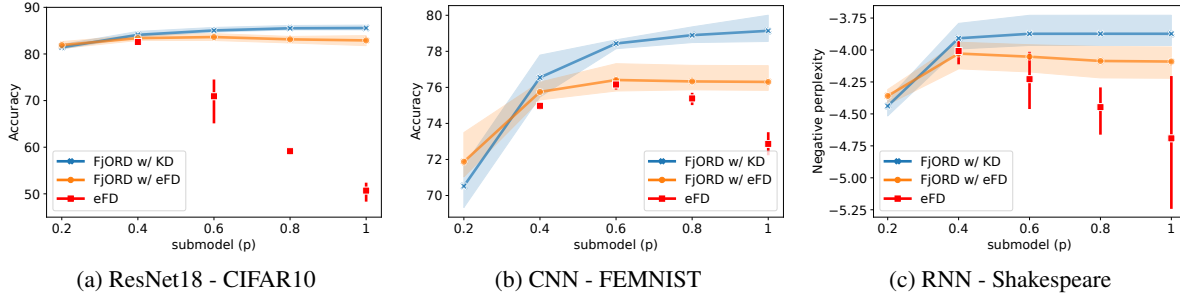 90
80
70
60
50
Accuracy
FjORD w/ KD
FjORD w/ eFD
eFD
0.2 0.4 0.6 0.8 1
submodel (p)
(a) ResNet18 - CIFAR10
80
78
76
74
72
70
Accuracy
FjORD w/ KD
FjORD w/ eFD
eFD
0.2 0.4 0.6 0.8 1
submodel (p)
(b) CNN - FEMNIST
−3.75
−4.00
−4.25
−4.50
−4.75
−5.00
−5.25
Negative perplexity
FjORD w/ KD
FjORD w/ eFD
eFD
0.2 0.4 0.6 0.8 1
submodel (p)
(c) RNN - Shakespeare